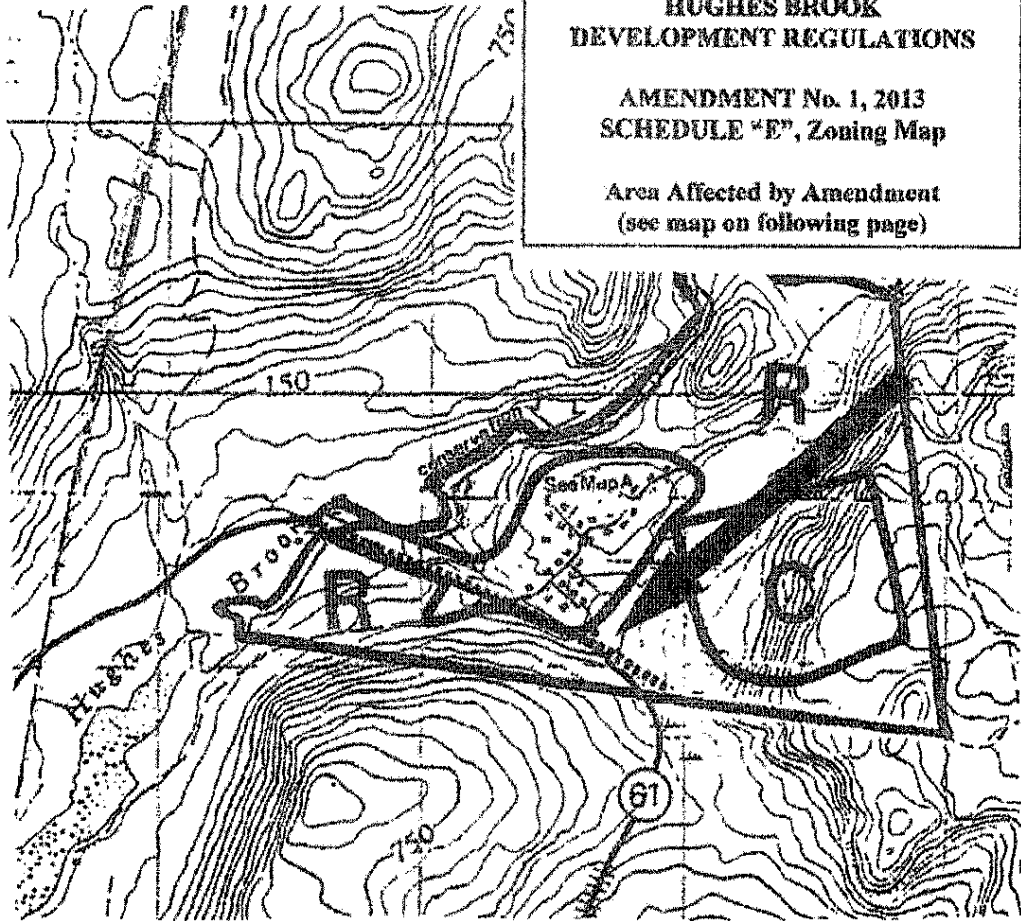 HUGHES BROOK
DEVELOPMENT REGULATIONS
AMENDMENT No. 1, 2013
SCHEDULE "E", Zoning Map
Area Affected by Amendment
(see map on following page)
750
150
R
Conservation
See Map A
Brook
R
C
Hughes
61
750